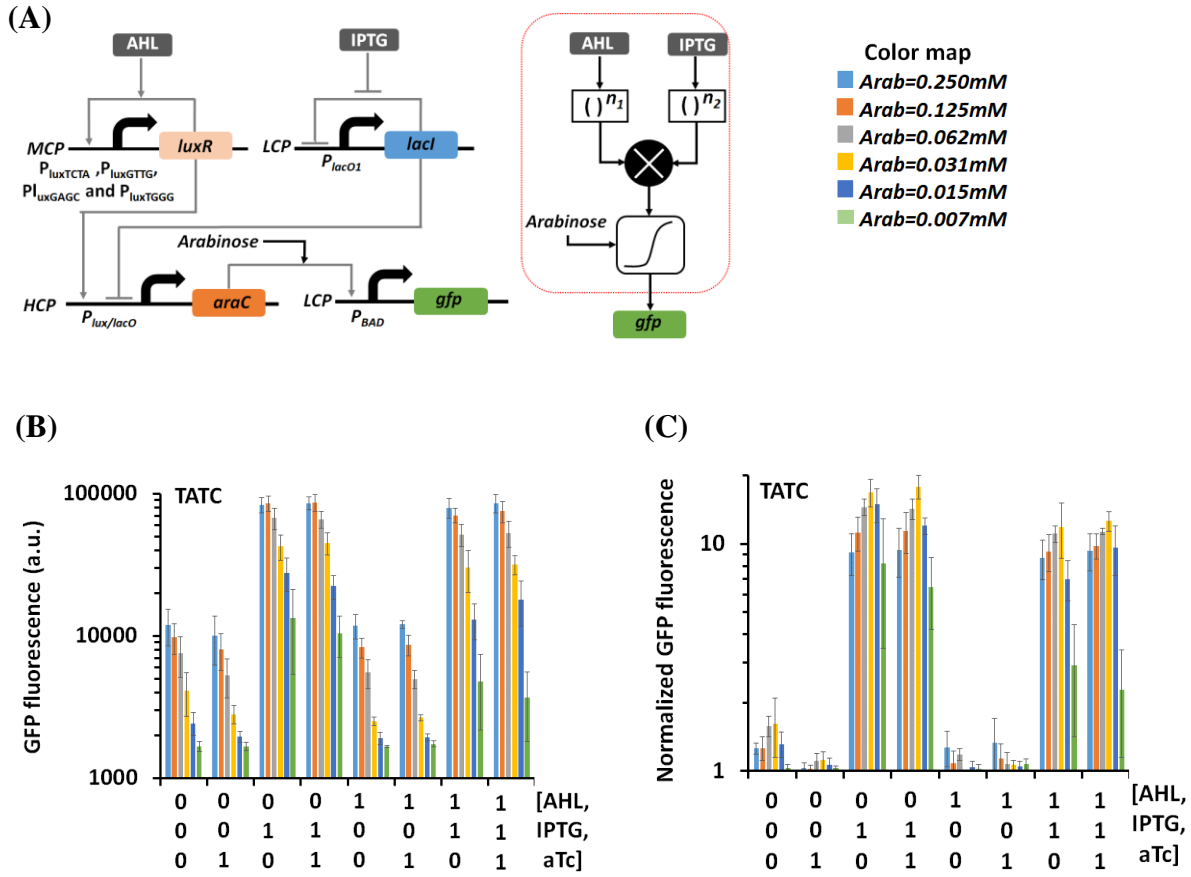 (A)
AHL
IPTG
MCP
luxR
LCP
lacI
PlacO1
PluxTCTA ,PluxGTTG,
PluxGAGC and PluxTGGG
Arabinose
HCP
araC
LCP
gfp
Plux/lacO
PBAD
AHL
IPTG
( )n1
( )n2
Arabinose
gfp
Color map
Arab=0.250mM
Arab=0.125mM
Arab=0.062mM
Arab=0.031mM
Arab=0.015mM
Arab=0.007mM
(B)
TATC
GFP fluorescence (a.u.)
100000
10000
1000
0 0 0 0 1 1 1 1 [AHL,
0 0 1 1 0 0 1 1 IPTG,
0 1 0 1 0 1 0 1 aTc]
(C)
TATC
Normalized GFP fluorescence
10
1
0 0 0 0 1 1 1 1 [AHL,
0 0 1 1 0 0 1 1 IPTG,
0 1 0 1 0 1 0 1 aTc]